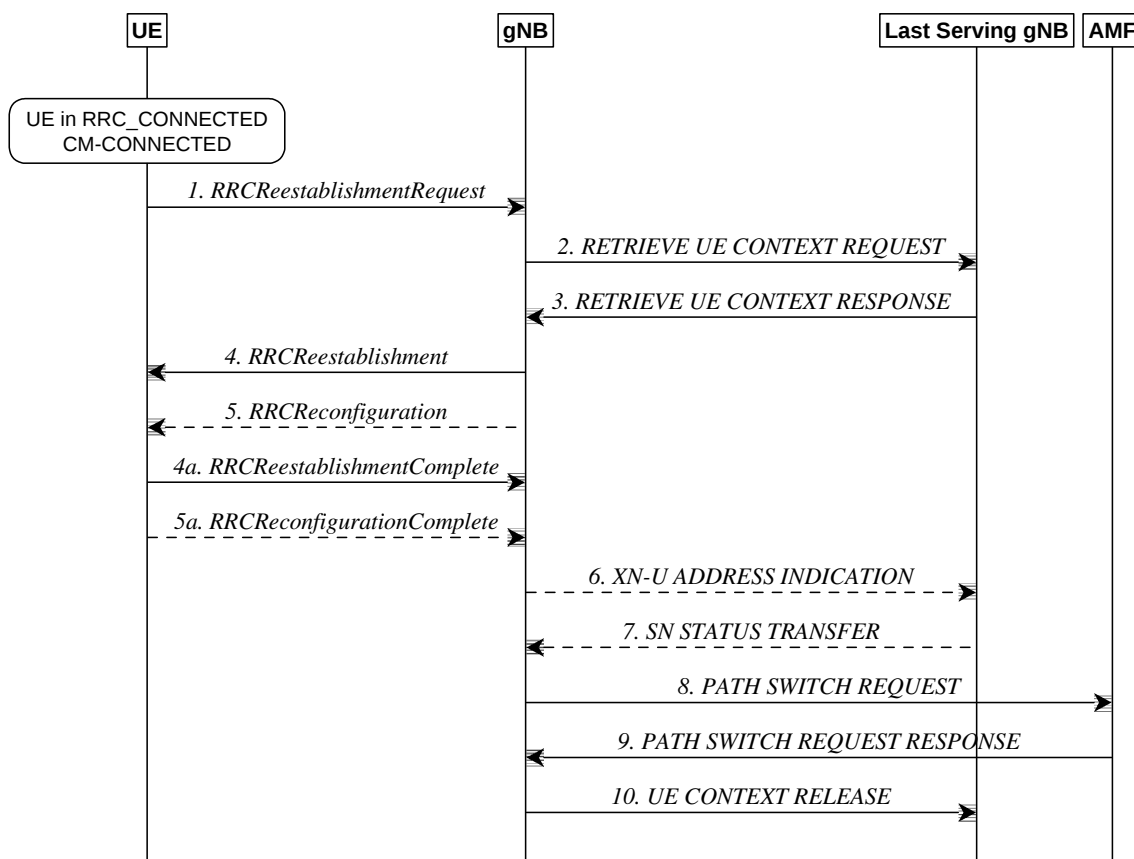 UE
gNB
Last Serving gNB
AMF
UE in RRC_CONNECTED
CM-CONNECTED
1. RRCReestablishmentRequest
2. RETRIEVE UE CONTEXT REQUEST
3. RETRIEVE UE CONTEXT RESPONSE
4. RRCReestablishment
5. RRCReconfiguration
4a. RRCReestablishmentComplete
5a. RRCReconfigurationComplete
6. XN-U ADDRESS INDICATION
7. SN STATUS TRANSFER
8. PATH SWITCH REQUEST
9. PATH SWITCH REQUEST RESPONSE
10. UE CONTEXT RELEASE